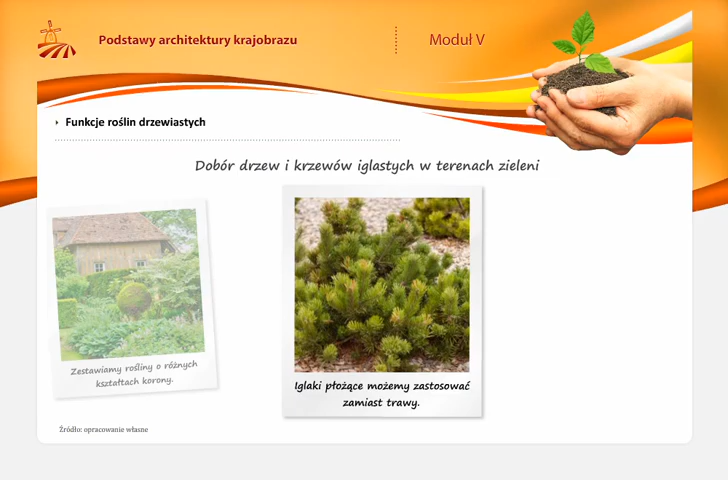 Podstawy architektury krajobrazu
Moduł V
Funkcje roślin drzewiastych
Dobór drzew i krzewów iglastych w terenach zieleni
Zestawiamy rośliny o różnych
kształtach korony.
Iglaki płożące możemy zastosować
zamiast trawy.
Źródło: opracowanie własne